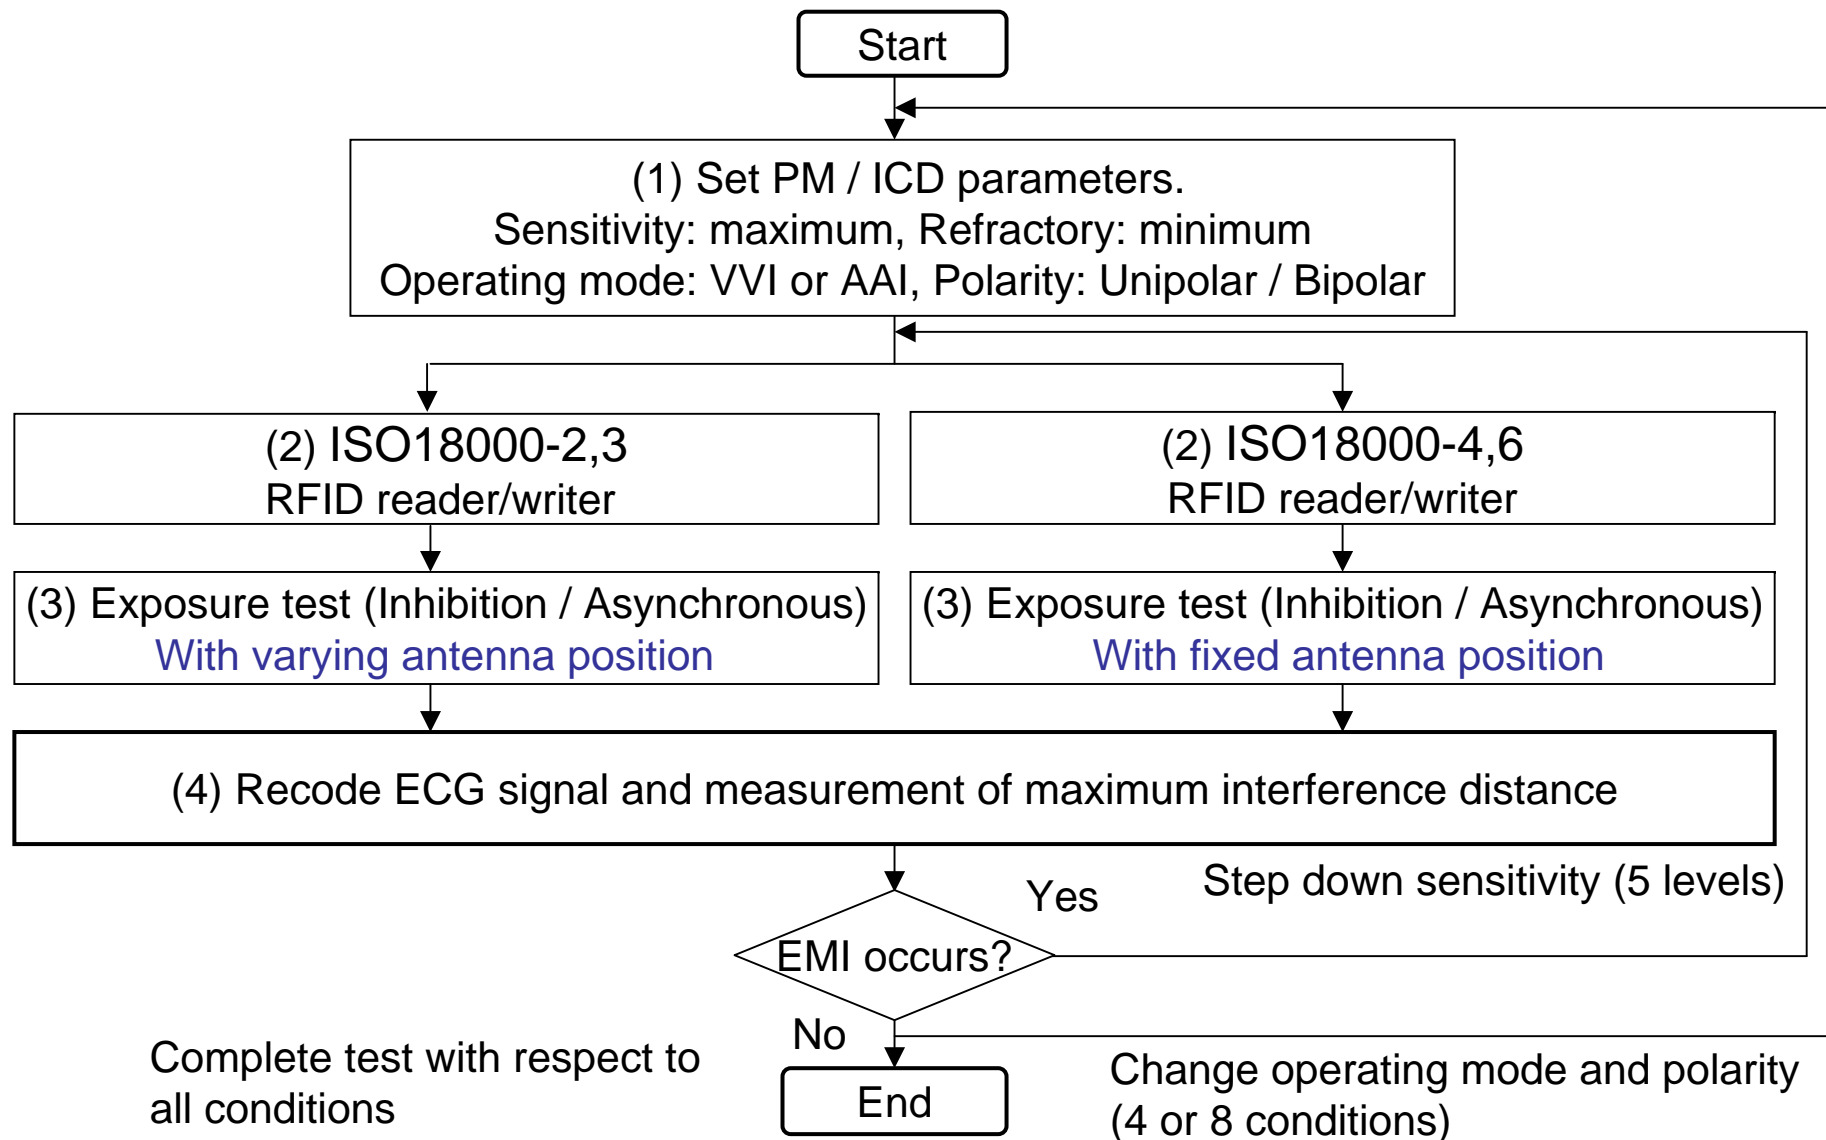 Start
(1) Set PM / ICD parameters.
Sensitivity: maximum, Refractory: minimum
Operating mode: VVI or AAI, Polarity: Unipolar / Bipolar
(2) ISO18000-2,3
RFID reader/writer
(2) ISO18000-4,6
RFID reader/writer
(3) Exposure test (Inhibition / Asynchronous)
With varying antenna position
(3) Exposure test (Inhibition / Asynchronous)
With fixed antenna position
(4) Recode ECG signal and measurement of maximum interference distance
Step down sensitivity (5 levels)
Yes
EMI occurs?
No
Complete test with respect to
all conditions
End
Change operating mode and polarity
(4 or 8 conditions)